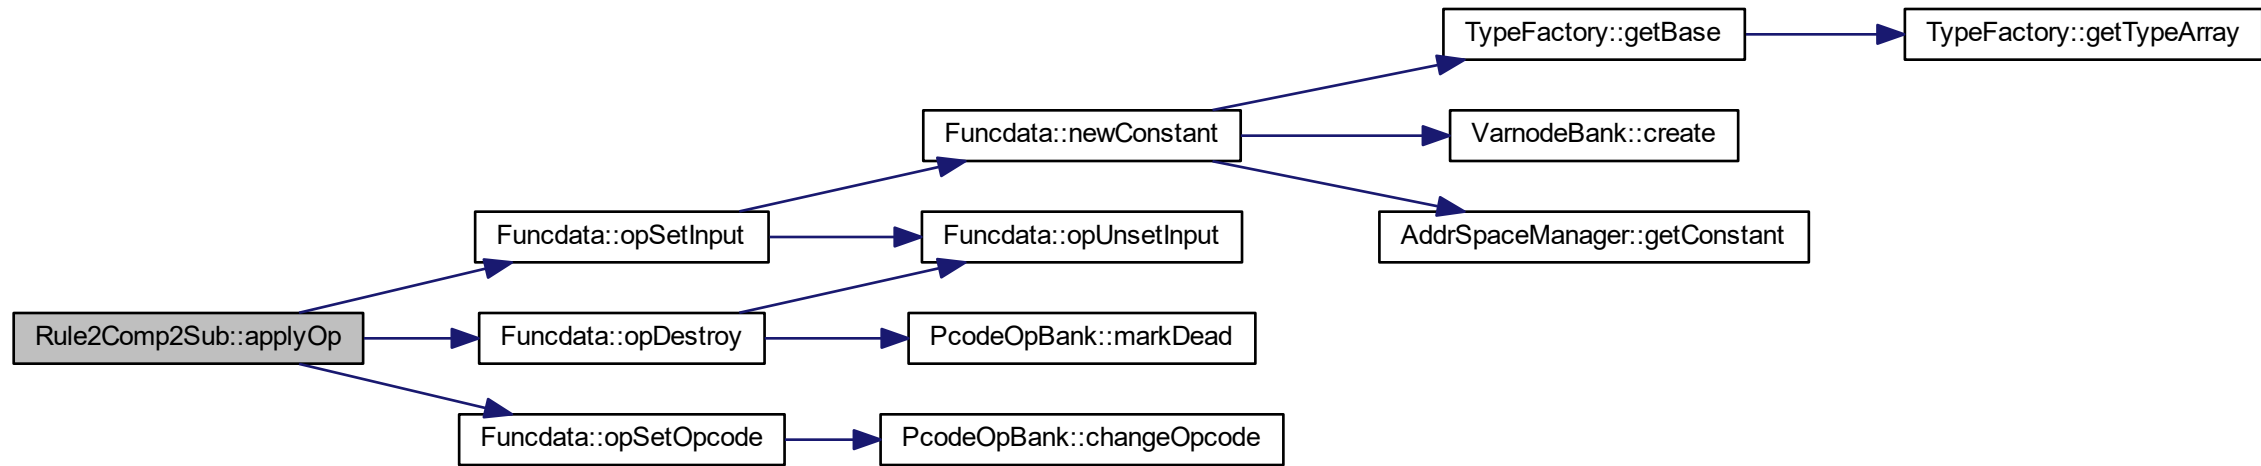 TypeFactory::getBase
TypeFactory::getTypeArray
Funcdata::newConstant
VarnodeBank::create
Funcdata::opSetInput
Funcdata::opUnsetInput
AddrSpaceManager::getConstant
Rule2Comp2Sub::applyOp
Funcdata::opDestroy
PcodeOpBank::markDead
Funcdata::opSetOpcode
PcodeOpBank::changeOpcode